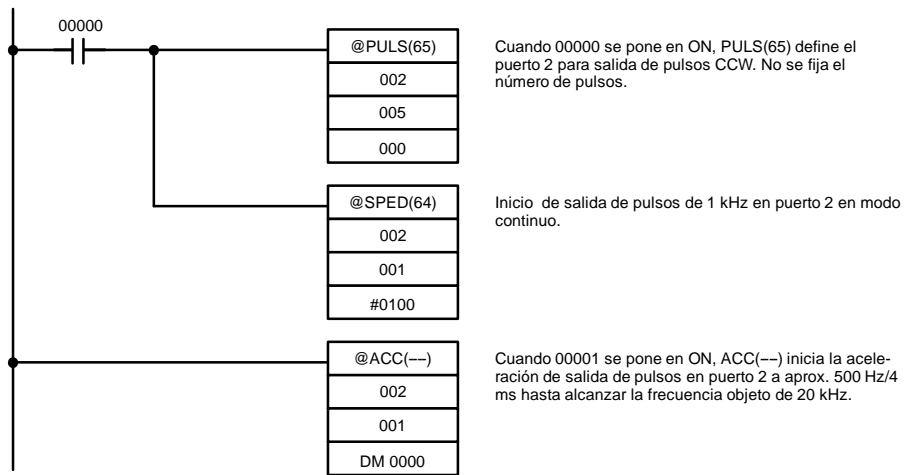 00000
@PULS(65)
002
005
000
Cuando 00000 se pone en ON, PULS(65) define el
puerto 2 para salida de pulsos CCW. No se fija el
número de pulsos.
@SPED(64)
002
001
#0100
Inicio de salida de pulsos de 1 kHz en puerto 2 en modo
continuo.
@ACC(––)
002
001
DM 0000
Cuando 00001 se pone en ON, ACC(––) inicia la acele-
ración de salida de pulsos en puerto 2 a aprox. 500 Hz/4
ms hasta alcanzar la frecuencia objeto de 20 kHz.